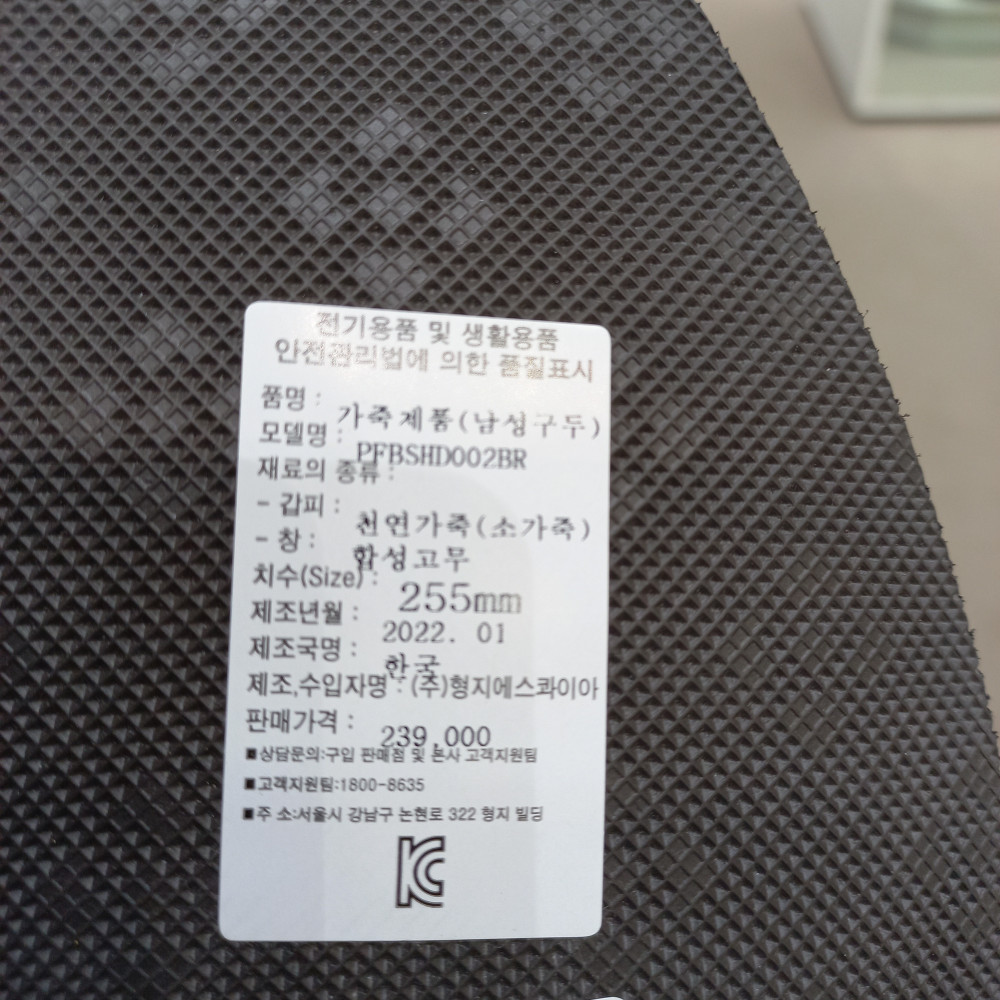 전기용품 및 생활용품
안전관리법에 의한 품질표시
품명 : 가죽제품(남성구두)
모델명 : PFBSHD002BR
재료의 종류 :
- 갑피 : 천연가죽(소가죽)
- 창 : 합성고무
치수(Size) : 255mm
제조년월 : 2022. 01
제조국명 : 한국
제조,수입자명 : (주)형지에스콰이아
판매가격 : 239,000
■상담문의:구입 판매점 및 본사 고객지원팀
■고객지원팀:1800-8635
■주 소:서울시 강남구 논현로 322 형지 빌딩
KC